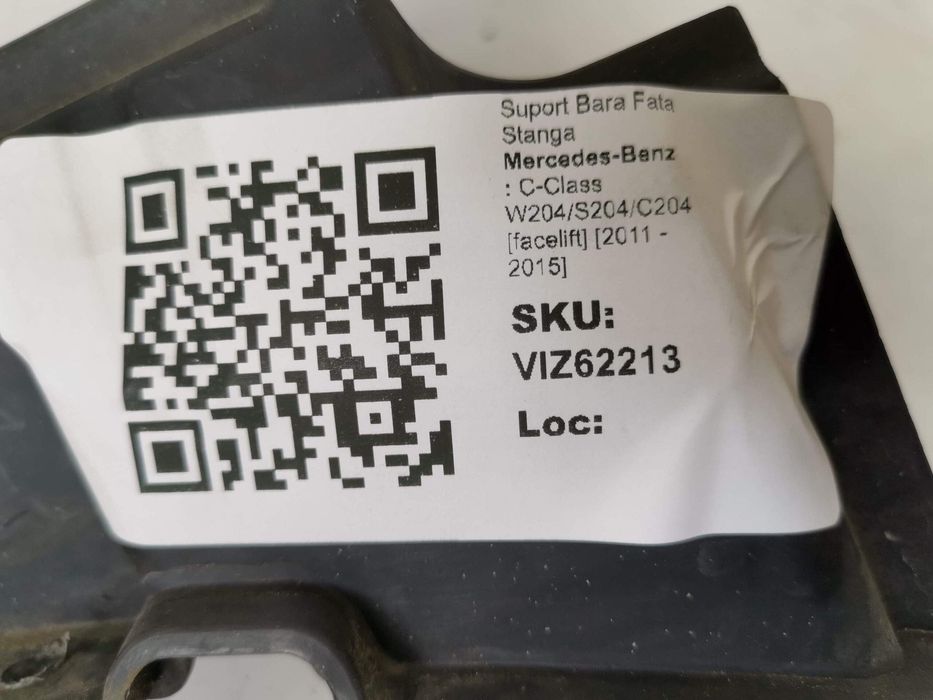 Suport Bara Fata
Stanga
Mercedes-Benz
: C-Class
W204/S204/C204
[facelift] [2011 -
2015]
SKU:
VIZ62213
Loc: